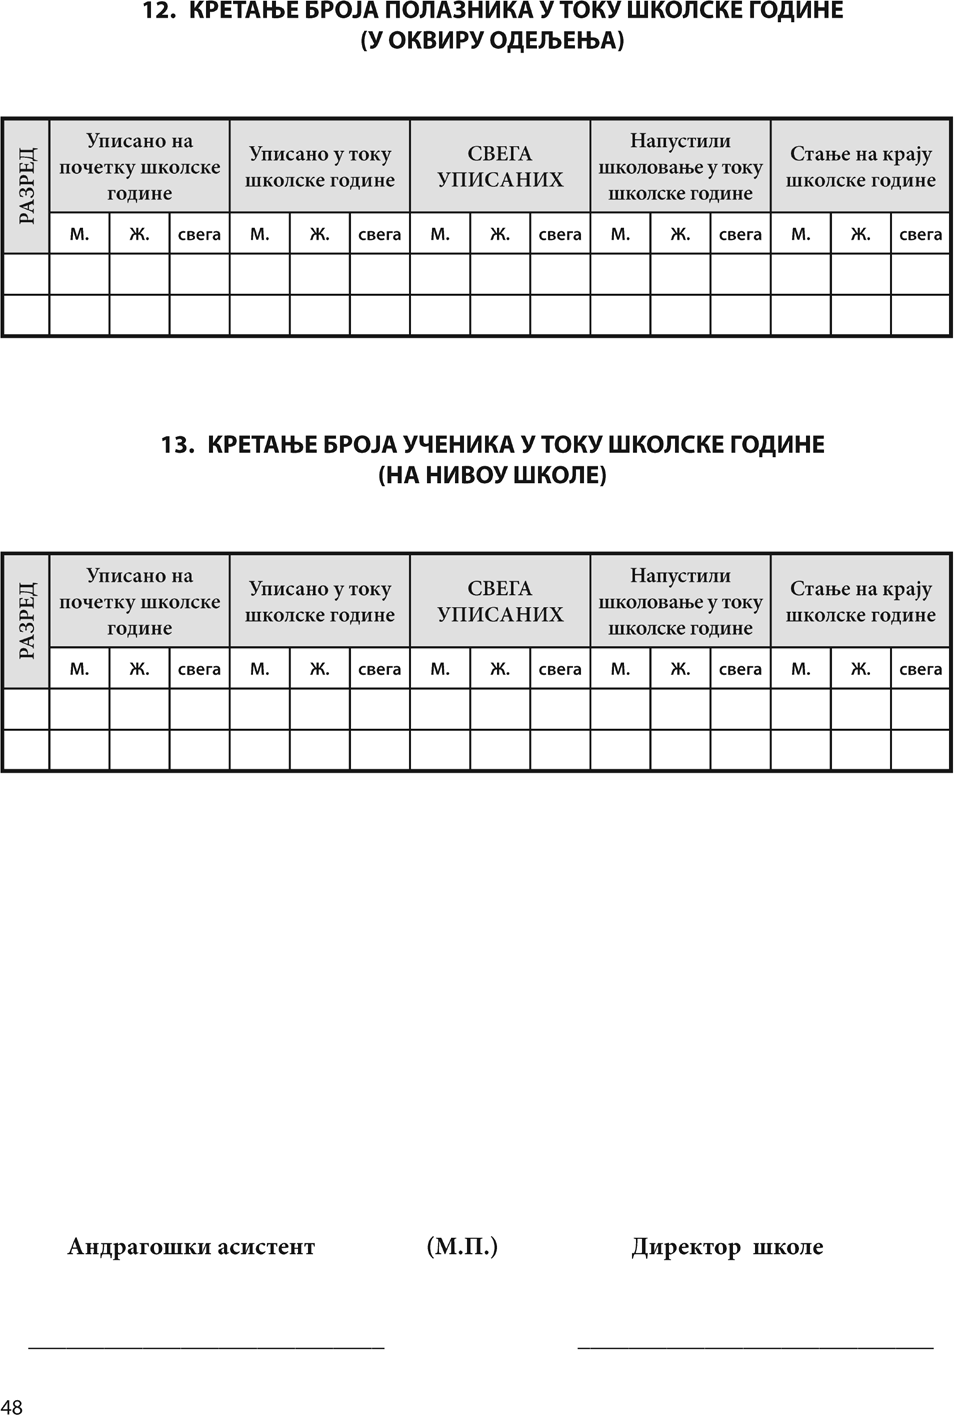 12. КРЕТАЊЕ БРОЈА ПОЛАЗНИКА У ТОКУ ШКОЛСКЕ ГОДИНЕ
(У ОКВИРУ ОДЕЉЕЊА)
РАЗРЕД
Уписано на
почетку школске
године
Уписано у току
школске године
СВЕГА
УПИСАНИХ
Напустили
школовање у току
школске године
Стање на крају
школске године
М. Ж. свега М. Ж. свега М. Ж. свега М. Ж. свега М. Ж. свега
13. КРЕТАЊЕ БРОЈА УЧЕНИКА У ТОКУ ШКОЛСКЕ ГОДИНЕ
(НА НИВОУ ШКОЛЕ)
РАЗРЕД
Уписано на
почетку школске
године
Уписано у току
школске године
СВЕГА
УПИСАНИХ
Напустили
школовање у току
школске године
Стање на крају
школске године
М. Ж. свега М. Ж. свега М. Ж. свега М. Ж. свега М. Ж. свега
Андрагошки асистент (М.П.) Директор школе
48